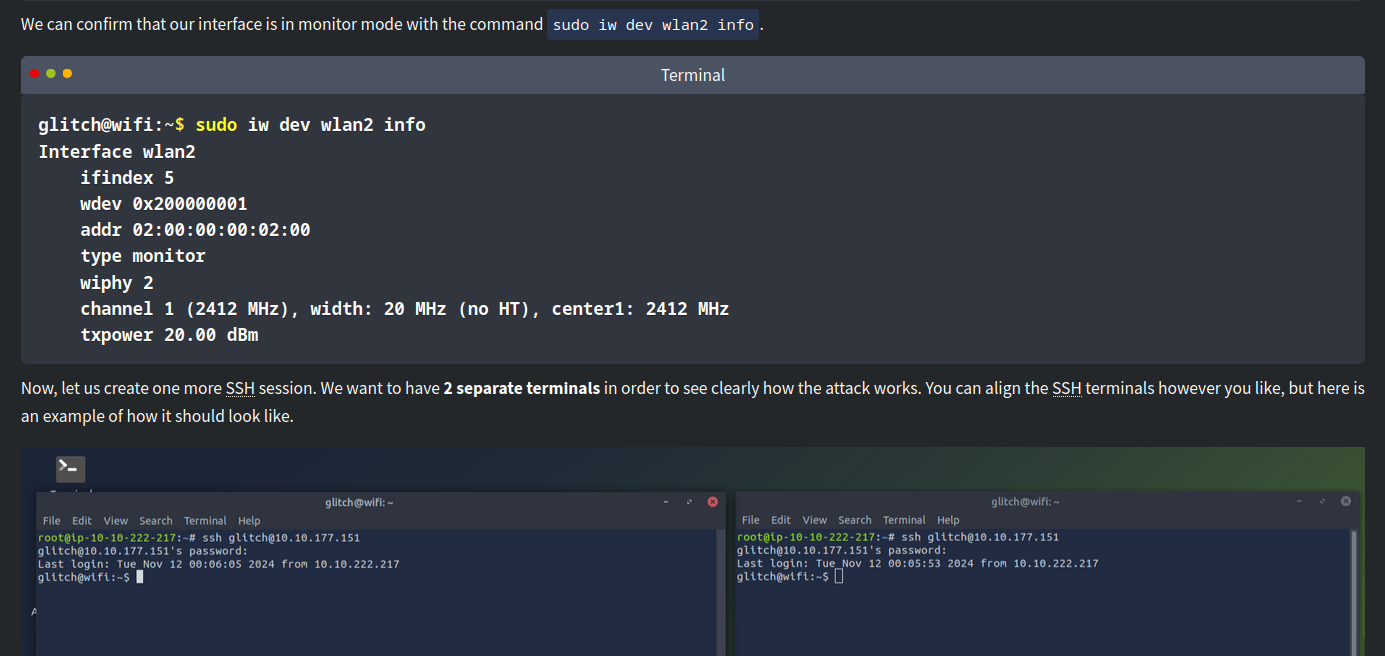 We can confirm that our interface is in monitor mode with the command sudo iw dev wlan2 info .
Terminal
glitch@wifi:~$ sudo iw dev wlan2 info
Interface wlan2
ifindex 5
wdev 0x200000001
addr 02:00:00:00:02:00
type monitor
wiphy 2
channel 1 (2412 MHz), width: 20 MHz (no HT), center1: 2412 MHz
txpower 20.00 dBm
Now, let us create one more SSH session. We want to have 2 separate terminals in order to see clearly how the attack works. You can align the SSH terminals however you like, but here is
an example of how it should look like.
glitch@wifi: ~
File Edit View Search Terminal Help
root@ip-10-10-222-217:~# ssh glitch@10.10.177.151
glitch@10.10.177.151's password:
Last login: Tue Nov 12 00:06:05 2024 from 10.10.222.217
glitch@wifi:~$
glitch@wifi: ~
File Edit View Search Terminal Help
root@ip-10-10-222-217:~# ssh glitch@10.10.177.151
glitch@10.10.177.151's password:
Last login: Tue Nov 12 00:05:53 2024 from 10.10.222.217
glitch@wifi:~$